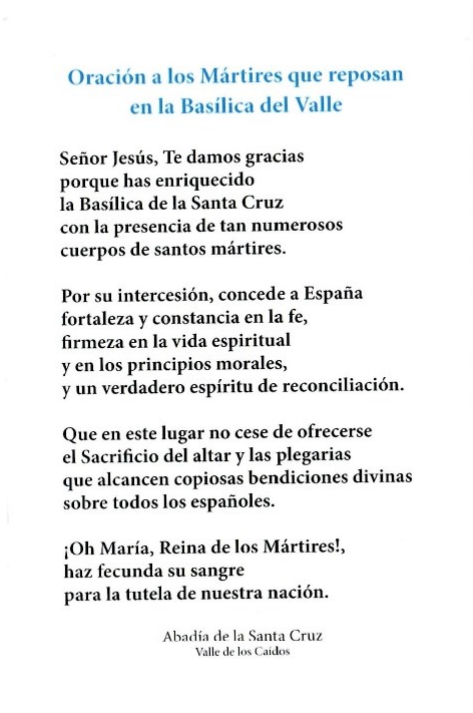 Oración a los Mártires que reposan
en la Basílica del Valle
Señor Jesús, Te damos gracias
porque has enriquecido
la Basílica de la Santa Cruz
con la presencia de tan numerosos
cuerpos de santos mártires.
Por su intercesión, concede a España
fortaleza y constancia en la fe,
firmeza en la vida espiritual
y en los principios morales,
y un verdadero espíritu de reconciliación.
Que en este lugar no cese de ofrecerse
el Sacrificio del altar y las plegarias
que alcancen copiosas bendiciones divinas
sobre todos los españoles.
¡Oh María, Reina de los Mártires!,
haz fecunda su sangre
para la tutela de nuestra nación.
Abadía de la Santa Cruz
Valle de los Caidos